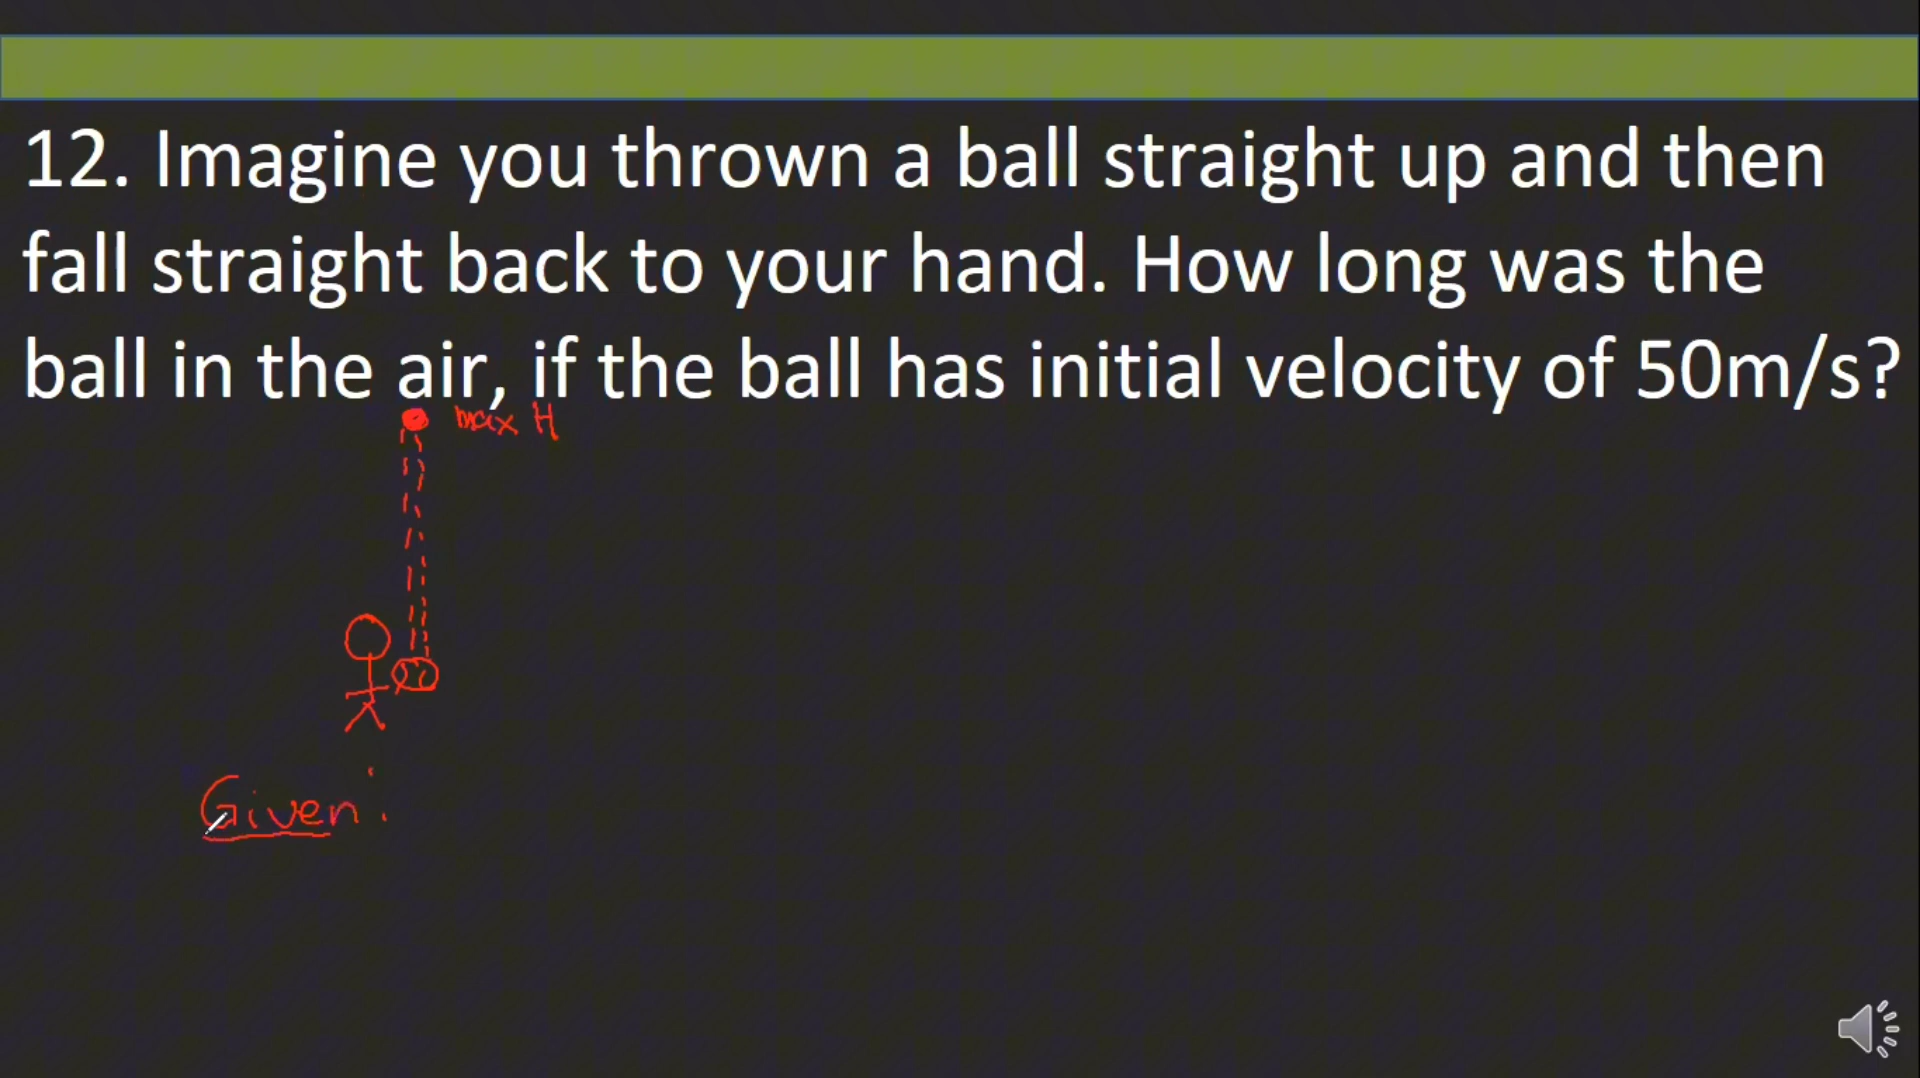 12. Imagine you thrown a ball straight up and then
fall straight back to your hand. How long was the
ball in the air, if the ball has initial velocity of 50m/s?
max H
Given: